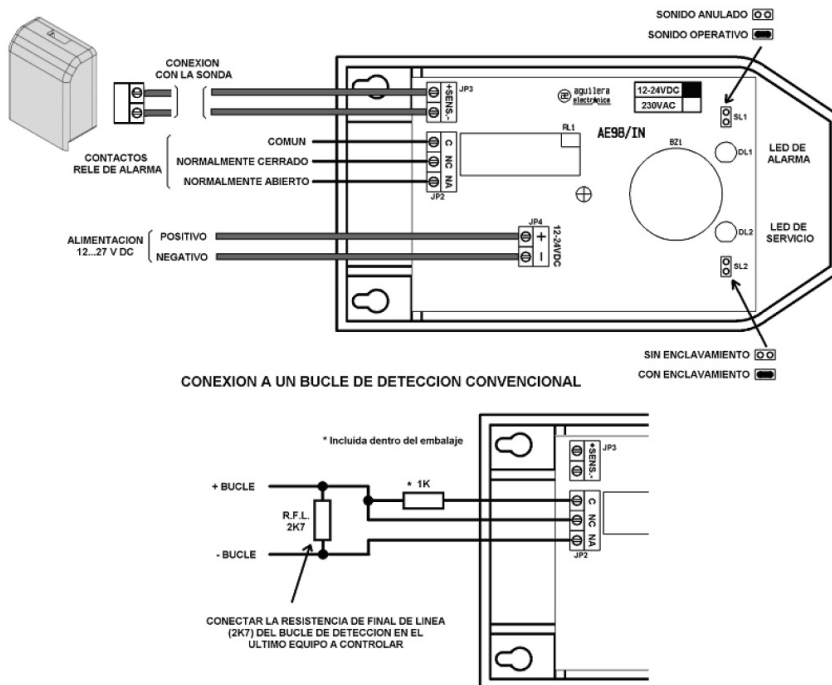 SONIDO ANULADO
SONIDO OPERATIVO
CONEXION
CON LA SONDA
JP3
+SENS.-
aguilera
electrónica
12-24VDC
230VAC
SL1
AE98/IN
RL1
BZ1
DL1
LED DE
ALARMA
CONTACTOS
RELE DE ALARMA
COMUN
NORMALMENTE CERRADO
NORMALMENTE ABIERTO
C
NC
NA
JP2
ALIMENTACION
12...27 V DC
POSITIVO
NEGATIVO
JP4
+
-
12-24VDC
DL2
LED DE
SERVICIO
SL2
SIN ENCLAVAMIENTO
CON ENCLAVAMIENTO
CONEXION A UN BUCLE DE DETECCION CONVENCIONAL
* Incluida dentro del embalaje
JP3
+SENS.-
+ BUCLE
* 1K
R.F.L.
2K7
- BUCLE
C
NC
NA
JP2
CONECTAR LA RESISTENCIA DE FINAL DE LINEA
(2K7) DEL BUCLE DE DETECCION EN EL
ULTIMO EQUIPO A CONTROLAR